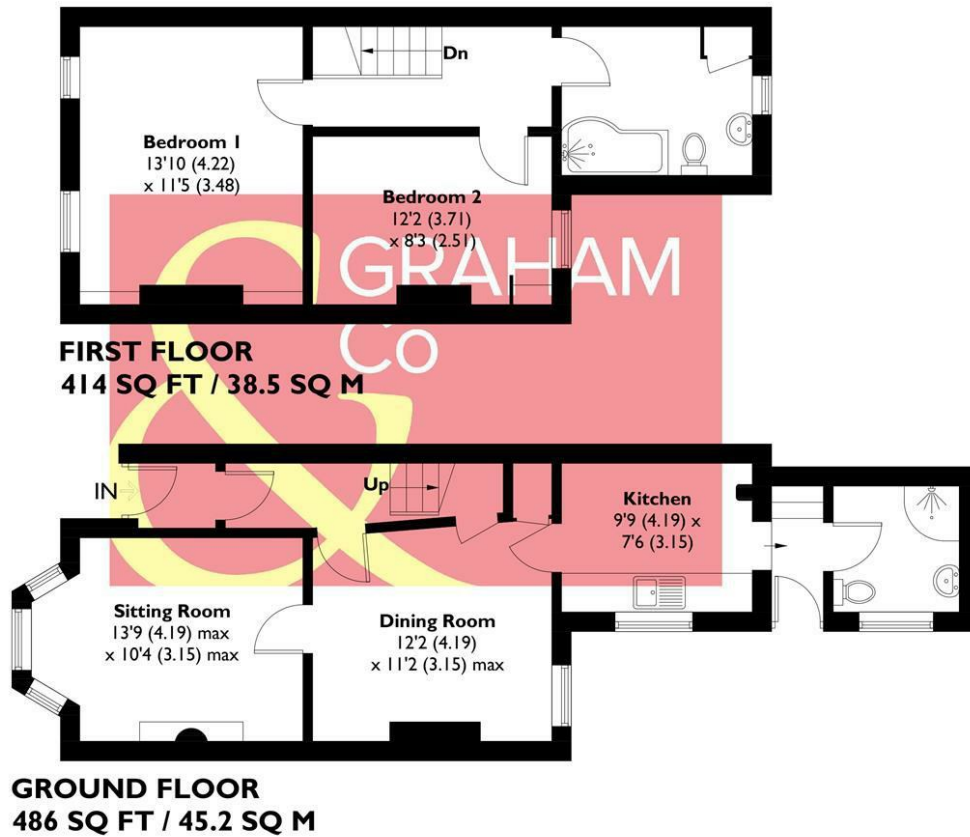 Dn
Bedroom 1
13'10 (4.22)
x 11'5 (3.48)
Bedroom 2
12'2 (3.71)
x 8'3 (2.51)
GRAHAM
& Co
FIRST FLOOR
414 SQ FT / 38.5 SQ M
IN
Up
Kitchen
9'9 (4.19) x
7'6 (3.15)
Sitting Room
13'9 (4.19) max
x 10'4 (3.15) max
Dining Room
12'2 (4.19)
x 11'2 (3.15) max
GROUND FLOOR
486 SQ FT / 45.2 SQ M